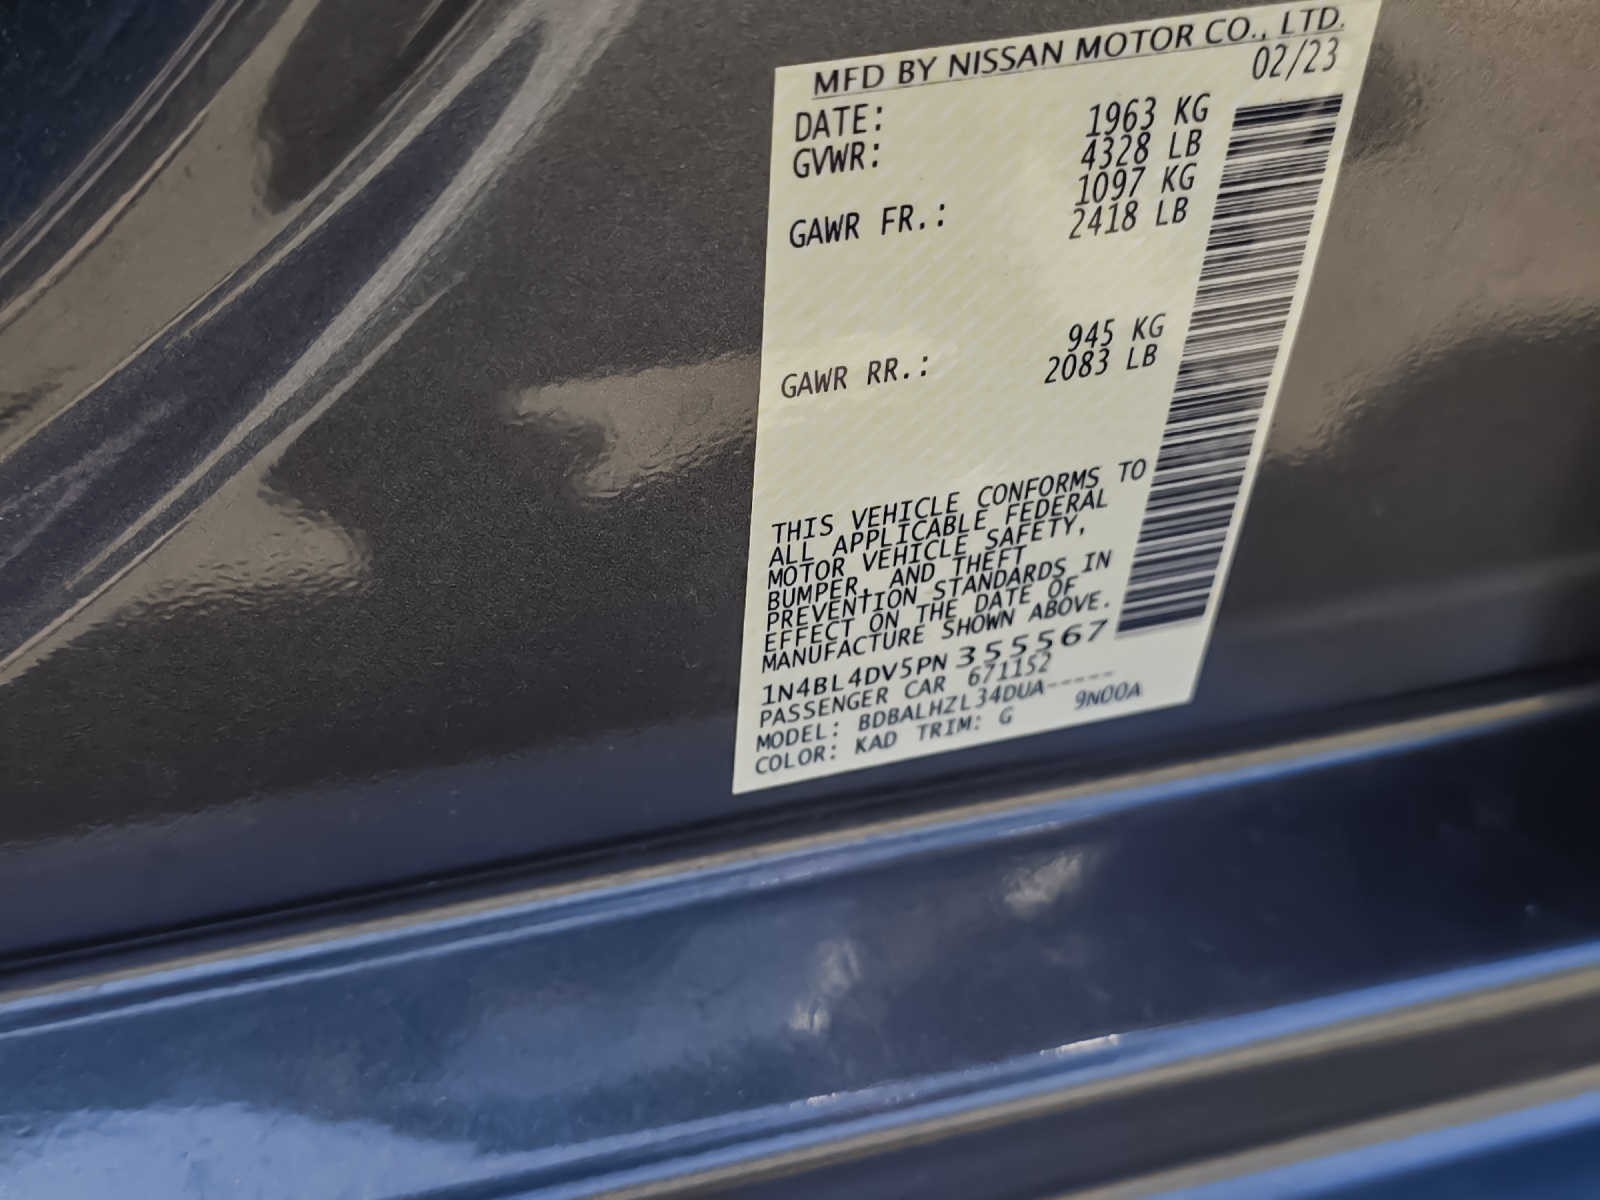 MFD BY NISSAN MOTOR CO., LTD.
DATE: 02/23
GVWR: 1963 KG
4328 LB
GAWR FR.: 1097 KG
2418 LB
GAWR RR.: 945 KG
2083 LB
THIS VEHICLE CONFORMS TO
ALL APPLICABLE FEDERAL
MOTOR VEHICLE SAFETY,
BUMPER, AND THEFT
PREVENTION STANDARDS IN
EFFECT ON THE DATE OF
MANUFACTURE SHOWN ABOVE.
1N4BL4DV5PN 355567
PASSENGER CAR 671152
MODEL: BDBALHZL34DUA-----
COLOR: KAD TRIM: G 9N00A